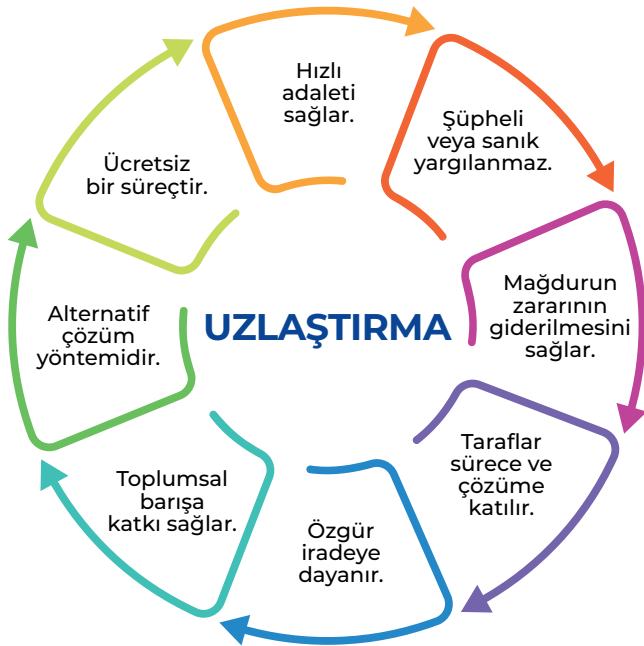 Hızlı
adaleti
sağlar.
Şüpheli
veya sanık
yargılanmaz.
Mağdurun
zararının
giderilmesini
sağlar.
Taraflar
sürece ve
çözüme
katılır.
Özgür
iradeye
dayanır.
Toplumsal
barışa
katkı sağlar.
Alternatif
çözüm
yöntemidir.
Ücretsiz
bir süreçtir.
UZLAŞTIRMA